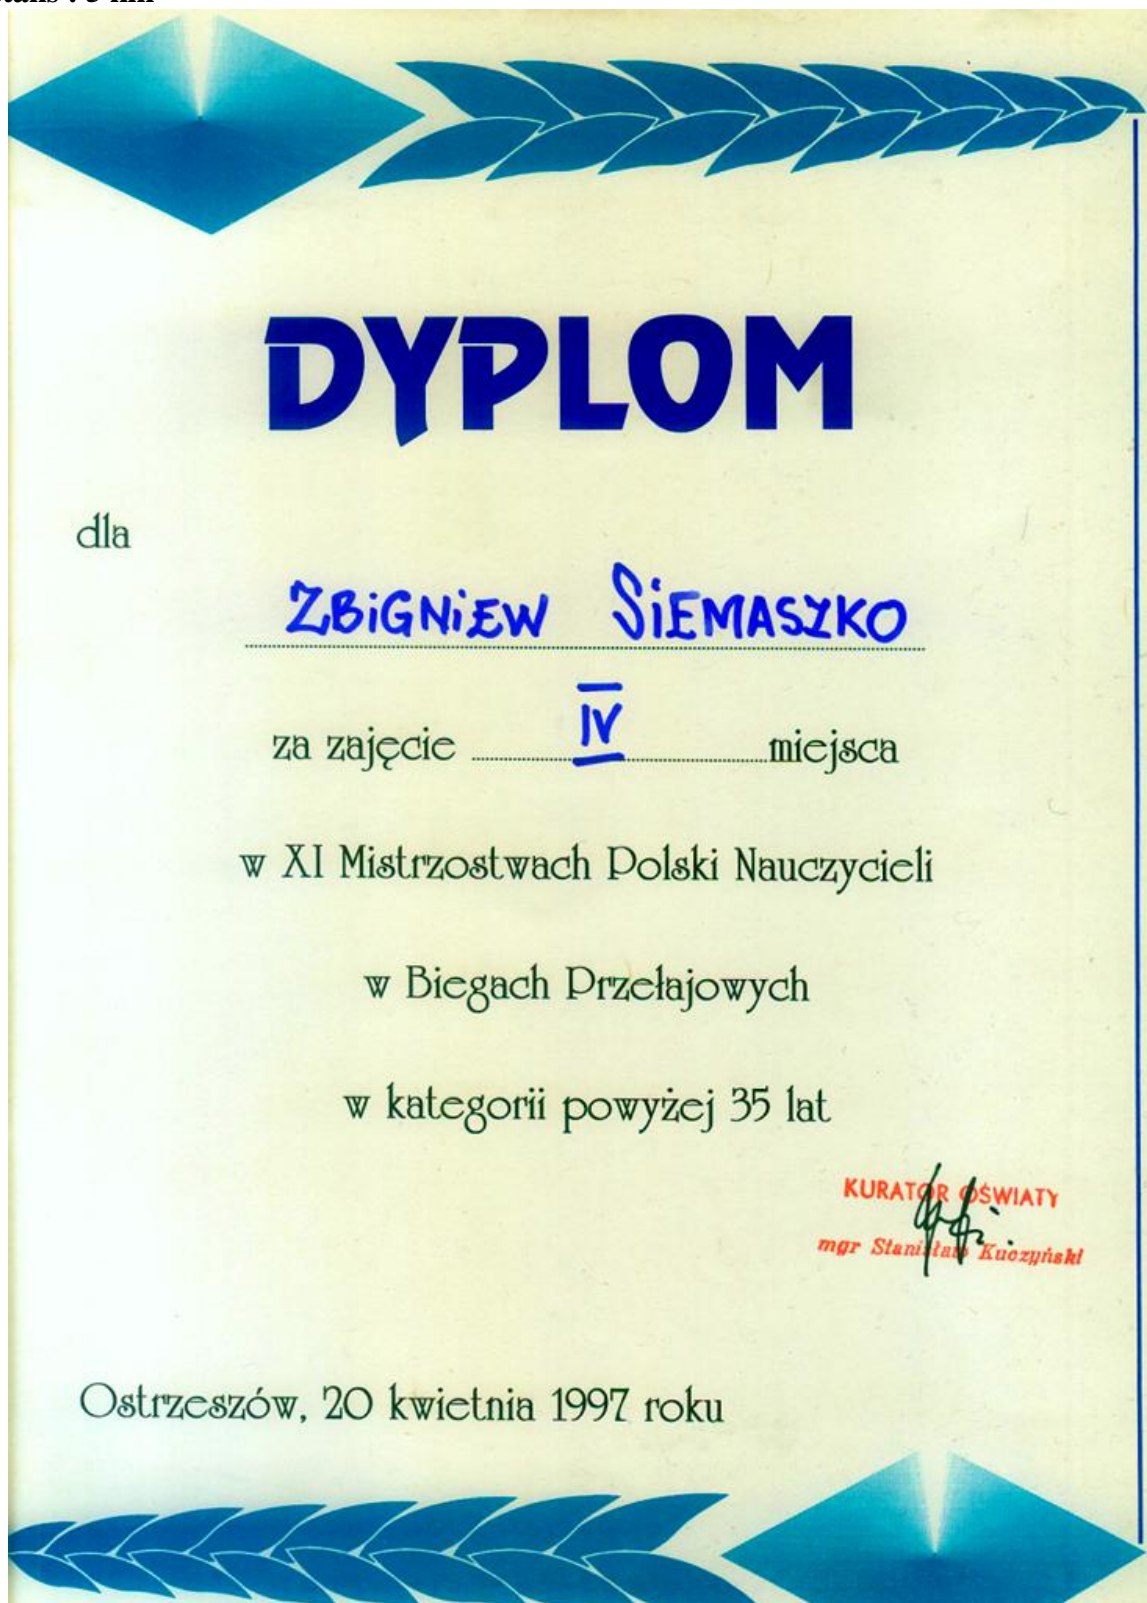 DYPLOM
dla
ZBiGNiEW SiEMASZKO
za zajęcie IV miejsca
w XI Mistrzostwach Polski Nauczycieli
w Biegach Przełajowych
w kategorii powyżej 35 lat
KURATOR OŚWIATY
mgr Stanisław Kuczyński
Ostrzeszów, 20 kwietnia 1997 roku